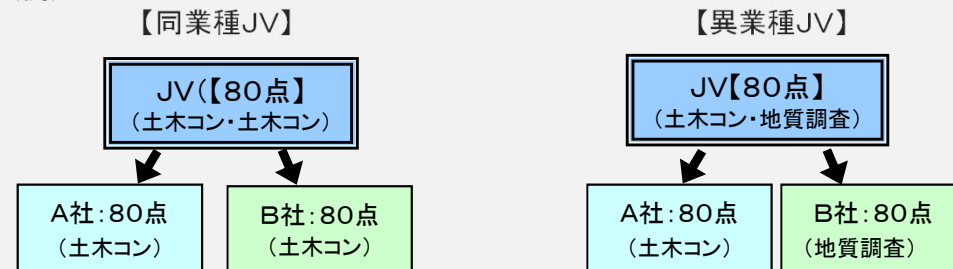 【同業種JV】
JV(【80点】
（土木コン・土木コン）
A社:80点
（土木コン）
B社:80点
（土木コン）
【異業種JV】
JV【80点】
（土木コン・地質調査）
A社:80点
（土木コン）
B社:80点
（地質調査）